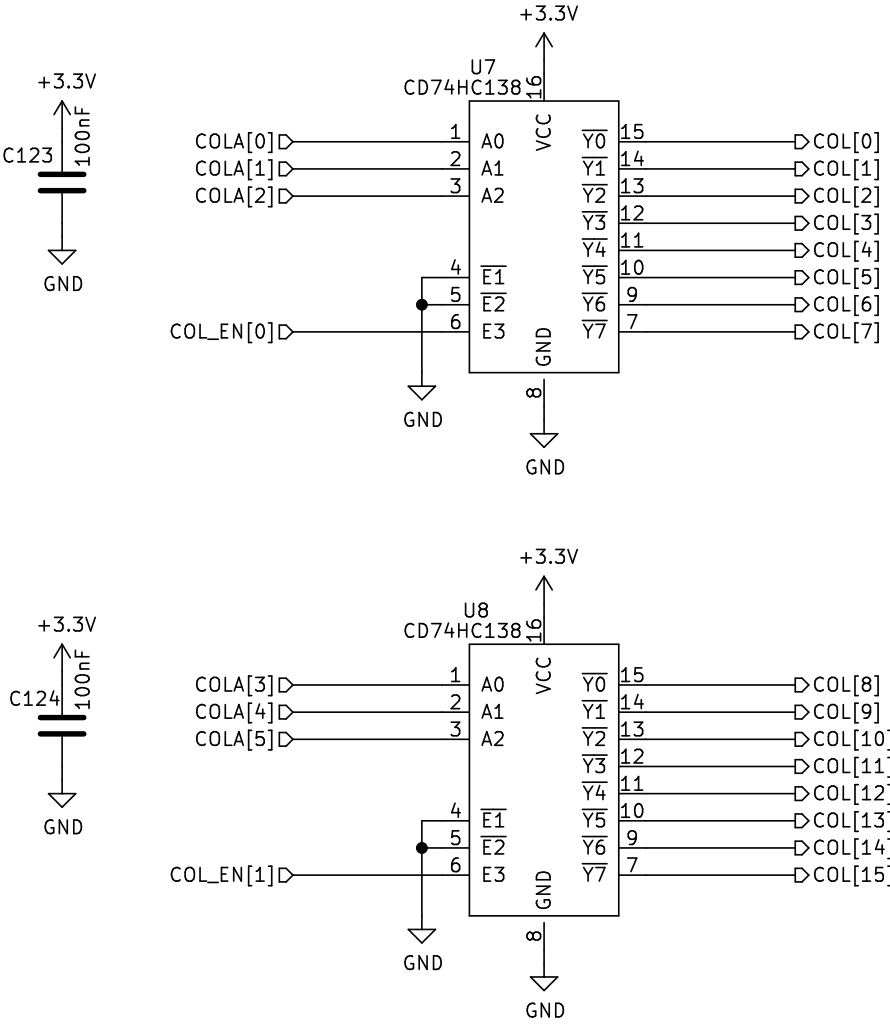 +3.3V
U7
CD74HC138
16
VCC
+3.3V
100nF
C123
GND
COLA[0] 1 A0 Y0 15 COL[0]
COLA[1] 2 A1 Y1 14 COL[1]
COLA[2] 3 A2 Y2 13 COL[2]
Y3 12 COL[3]
Y4 11 COL[4]
4 E1 Y5 10 COL[5]
5 E2 Y6 9 COL[6]
COL_EN[0] 6 E3 Y7 7 COL[7]
GND
8
GND
GND
+3.3V
U8
CD74HC138
16
VCC
+3.3V
100nF
C124
GND
COLA[3] 1 A0 Y0 15 COL[8]
COLA[4] 2 A1 Y1 14 COL[9]
COLA[5] 3 A2 Y2 13 COL[10]
Y3 12 COL[11]
Y4 11 COL[12]
4 E1 Y5 10 COL[13]
5 E2 Y6 9 COL[14]
COL_EN[1] 6 E3 Y7 7 COL[15]
GND
8
GND
GND